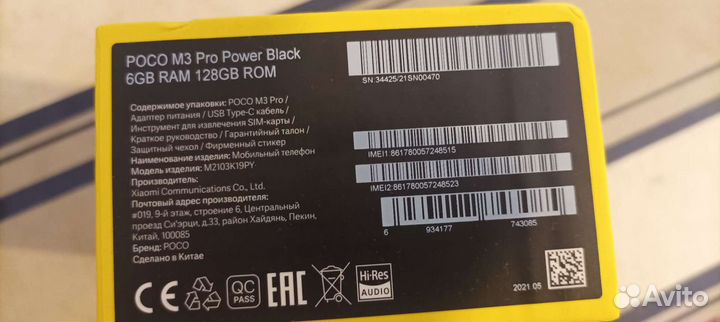 POCO M3 Pro Power Black
6GB RAM 128GB ROM
Содержимое упаковки: POCO M3 Pro /
Адаптер питания / USB Type-C кабель /
Инструмент для извлечения SIM-карты /
Краткое руководство / Гарантийный талон /
Защитный чехол / Фирменный стикер
Наименование изделия: Мобильный телефон
Модель изделия: M2103K19PY
Производитель:
Xiaomi Communications Co., Ltd.
Почтовый адрес производителя:
#019, 9-й этаж, строение 6, Центральный
проезд Си'эрци, д.33, район Хайдянь, Пекин,
Китай, 100085
Бренд: POCO
Сделано в Китае
SN:34425/21SN00470
IMEI1:861780057248515
IMEI2:861780057248523
6 934177 743085
CE
QC
PASS
EAC
Hi-Res
AUDIO
2021 05
Avito